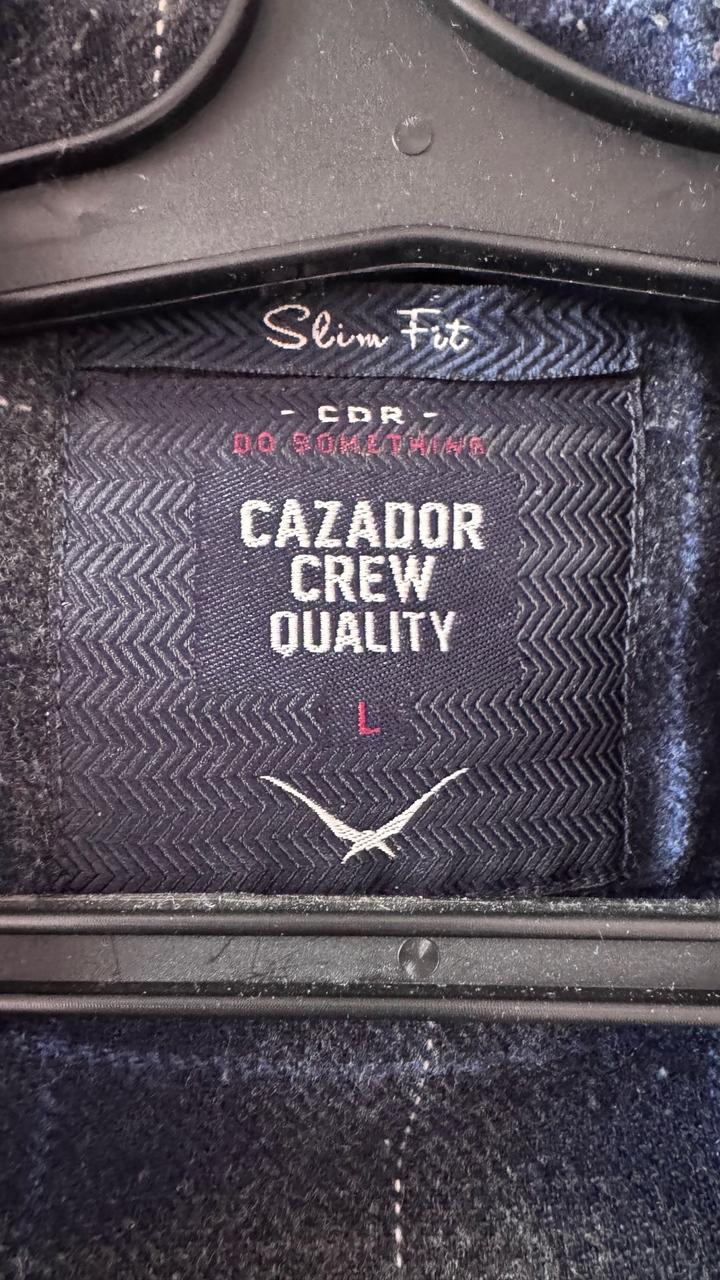 Slim Fit
- CDR -
DO SOMETHING
CAZADOR
CREW
QUALITY
L